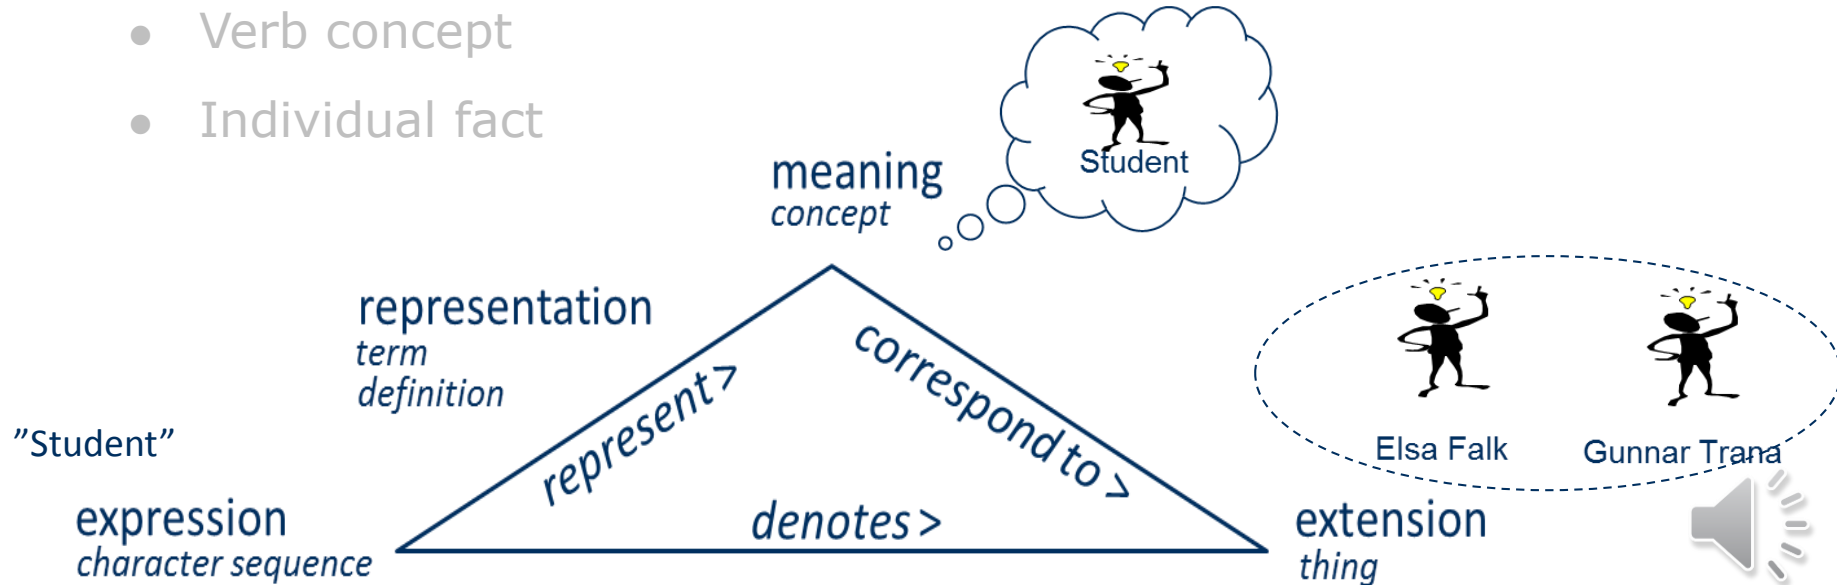 Verb concept
Individual fact
Student
meaning
concept
representation
term
definition
represent >
correspond to >
Elsa Falk
Gunnar Trana
”Student”
expression
character sequence
denotes >
extension
thing